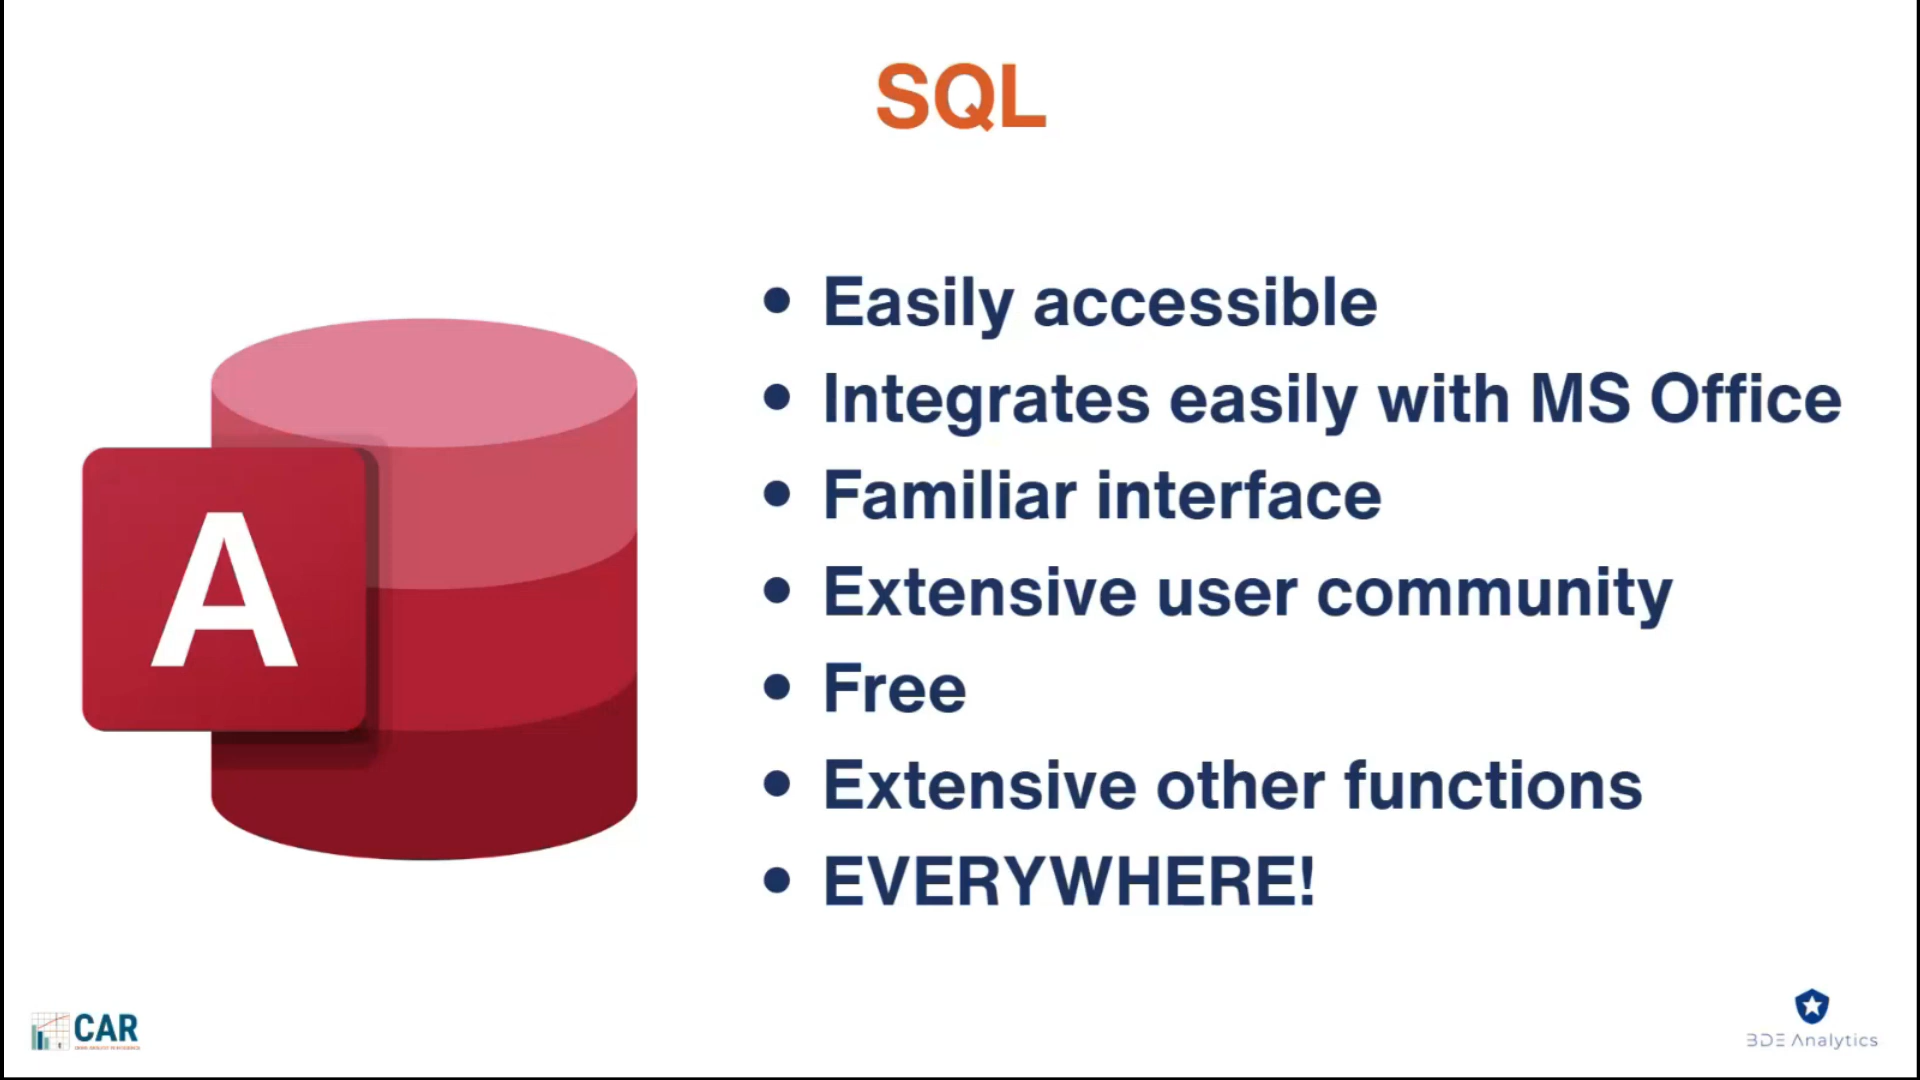 SQL
• Easily accessible
• Integrates easily with MS Office
• Familiar interface
• Extensive user community
• Free
• Extensive other functions
• EVERYWHERE!
A
CAR
BDE Analytics